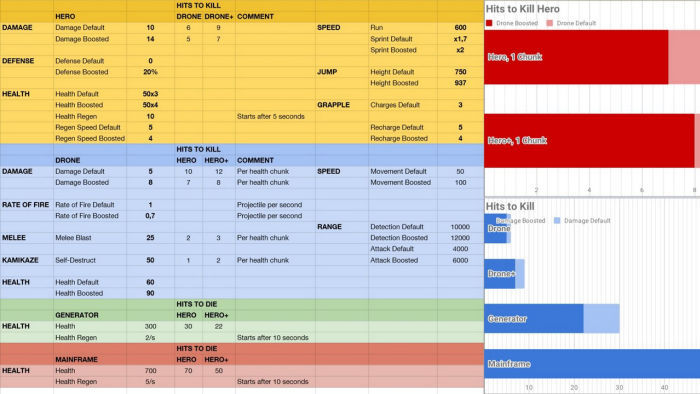 HITS TO KILL
HERO DRONE DRONE+ COMMENT
DAMAGE Damage Default 10 6 9 SPEED Run 600
Damage Boosted 14 5 7 Sprint Default x1,7
Sprint Boosted x2
DEFENSE Defense Default 0
Defense Boosted 20% JUMP Height Default 750
Height Boosted 937
HEALTH Health Default 50x3
Health Boosted 50x4 GRAPPLE Charges Default 3
Health Regen 10 Starts after 5 seconds
Regen Speed Default 5 Recharge Default 5
Regen Speed Boosted 4 Recharge Boosted 4
HITS TO KILL
DRONE HERO HERO+ COMMENT
DAMAGE Damage Default 5 10 12 Per health chunk SPEED Movement Default 50
Damage Boosted 8 7 8 Per health chunk Movement Boosted 100
RATE OF FIRE Rate of Fire Default 1 Projectile per second
Rate of Fire Boosted 0,7 Projectile per second
RANGE Detection Default 10000
MELEE Melee Blast 25 2 3 Per health chunk Detection Boosted 12000
Attack Default 4000
KAMIKAZE Self-Destruct 50 1 2 Per health chunk Attack Boosted 6000
HEALTH Health Default 60
Health Boosted 90
HITS TO DIE
GENERATOR HERO HERO+
HEALTH Health 300 30 22
Health Regen 2/s Starts after 10 seconds
HITS TO DIE
MAINFRAME HERO HERO+
HEALTH Health 700 70 50
Health Regen 5/s Starts after 10 seconds
Hits to Kill Hero
Drone Boosted Drone Default
Hero, 1 Chunk
Hero+, 1 Chunk
2 4 6 8
Hits to Kill
Damage Boosted Damage Default
Drone
Drone+
Generator
Mainframe
10 20 30 40